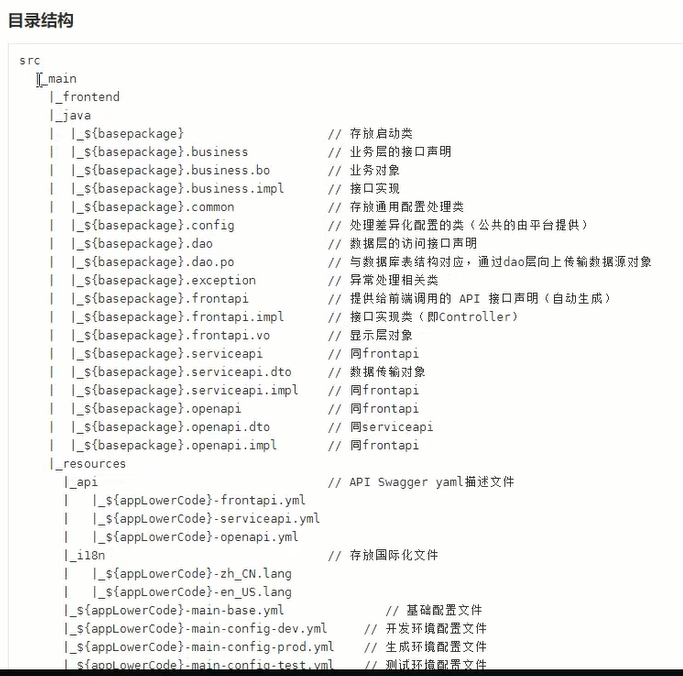 目录结构
src
|_main
|_frontend
|_java
| |_${basepackage} // 存放启动类
| |_${basepackage}.business // 业务层的接口声明
| |_${basepackage}.business.bo // 业务对象
| |_${basepackage}.business.impl // 接口实现
| |_${basepackage}.common // 存放通用配置处理类
| |_${basepackage}.config // 处理差异化配置的类（公共的由平台提供）
| |_${basepackage}.dao // 数据层的访问接口声明
| |_${basepackage}.dao.po // 与数据库表结构对应，通过dao层向上传输数据源对象
| |_${basepackage}.exception // 异常处理相关类
| |_${basepackage}.frontapi // 提供给前端调用的 API 接口声明（自动生成）
| |_${basepackage}.frontapi.impl // 接口实现类（即Controller）
| |_${basepackage}.frontapi.vo // 显示层对象
| |_${basepackage}.serviceapi // 同frontapi
| |_${basepackage}.serviceapi.dto // 数据传输对象
| |_${basepackage}.serviceapi.impl // 同frontapi
| |_${basepackage}.openapi // 同frontapi
| |_${basepackage}.openapi.dto // 同serviceapi
| |_${basepackage}.openapi.impl // 同frontapi
|_resources
|_api // API Swagger yaml描述文件
| |_${appLowerCode}-frontapi.yml
| |_${appLowerCode}-serviceapi.yml
| |_${appLowerCode}-openapi.yml
|_i18n // 存放国际化文件
| |_${appLowerCode}-zh_CN.lang
| |_${appLowerCode}-en_US.lang
|_${appLowerCode}-main-base.yml // 基础配置文件
|_${appLowerCode}-main-config-dev.yml // 开发环境配置文件
|_${appLowerCode}-main-config-prod.yml // 生成环境配置文件
|_${appLowerCode}-main-config-test.yml // 测试环境配置文件